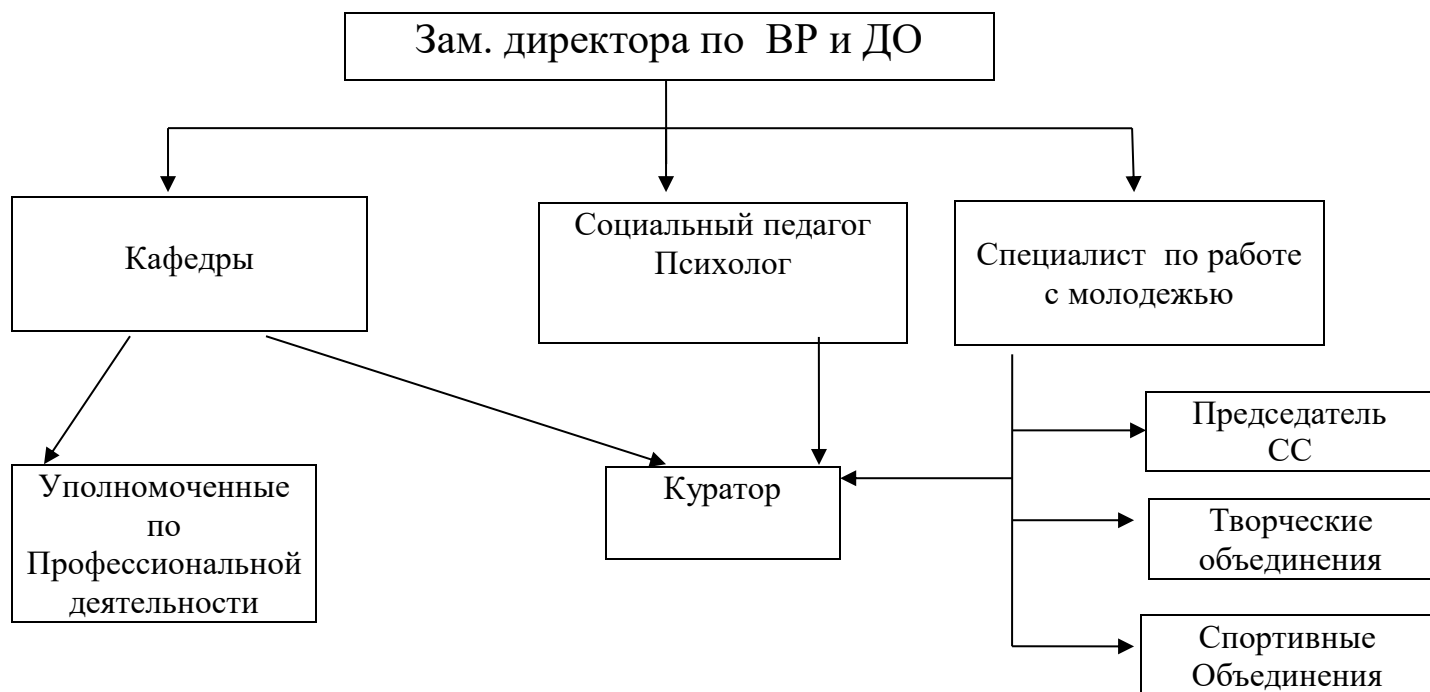 Зам. директора по ВР и ДО
Кафедры
Социальный педагог
Психолог
Специалист по работе
с молодежью
Председатель
СС
Уполномоченные
по
Профессиональной
деятельности
Куратор
Творческие
объединения
Спортивные
Объединения